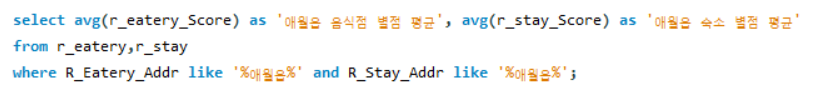 select avg(r_eatery_Score) as '애월읍 음식점 별점 평균', avg(r_stay_Score) as '애월읍 숙소 별점 평균'
from r_eatery,r_stay
where R_Eatery_Addr like '%애월읍%' and R_Stay_Addr like '%애월읍%';